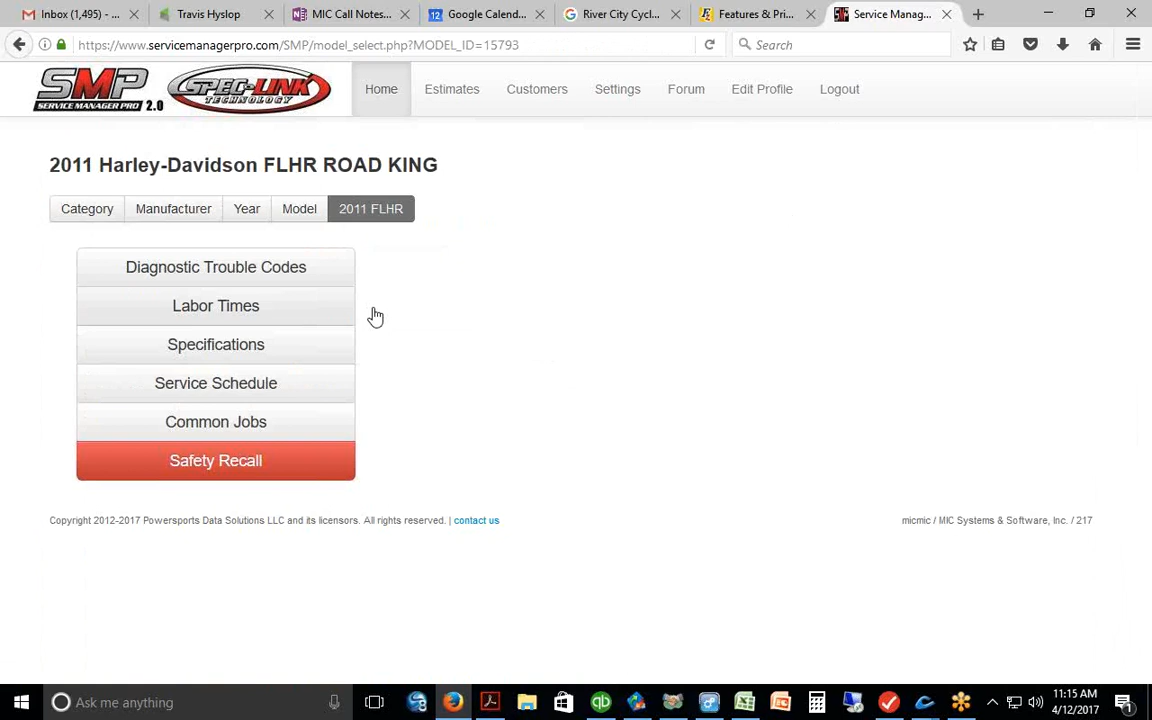 Inbox (1,495) - ...
Travis Hyslop
MIC Call Notes...
Google Calend...
River City Cycl...
Features & Pri...
Service Manag...
https://www.servicemanagerpro.com/SMP/model_select.php?MODEL_ID=15793
Search
SMP
SERVICE MANAGER PRO 2.0
SPEC-LINK
TECHNOLOGY
Home
Estimates
Customers
Settings
Forum
Edit Profile
Logout
2011 Harley-Davidson FLHR ROAD KING
Category
Manufacturer
Year
Model
2011 FLHR
Diagnostic Trouble Codes
Labor Times
Specifications
Service Schedule
Common Jobs
Safety Recall
Copyright 2012-2017 Powersports Data Solutions LLC and its licensors. All rights reserved. | contact us
micmic / MIC Systems & Software, Inc. / 217
Ask me anything
11:15 AM
4/12/2017